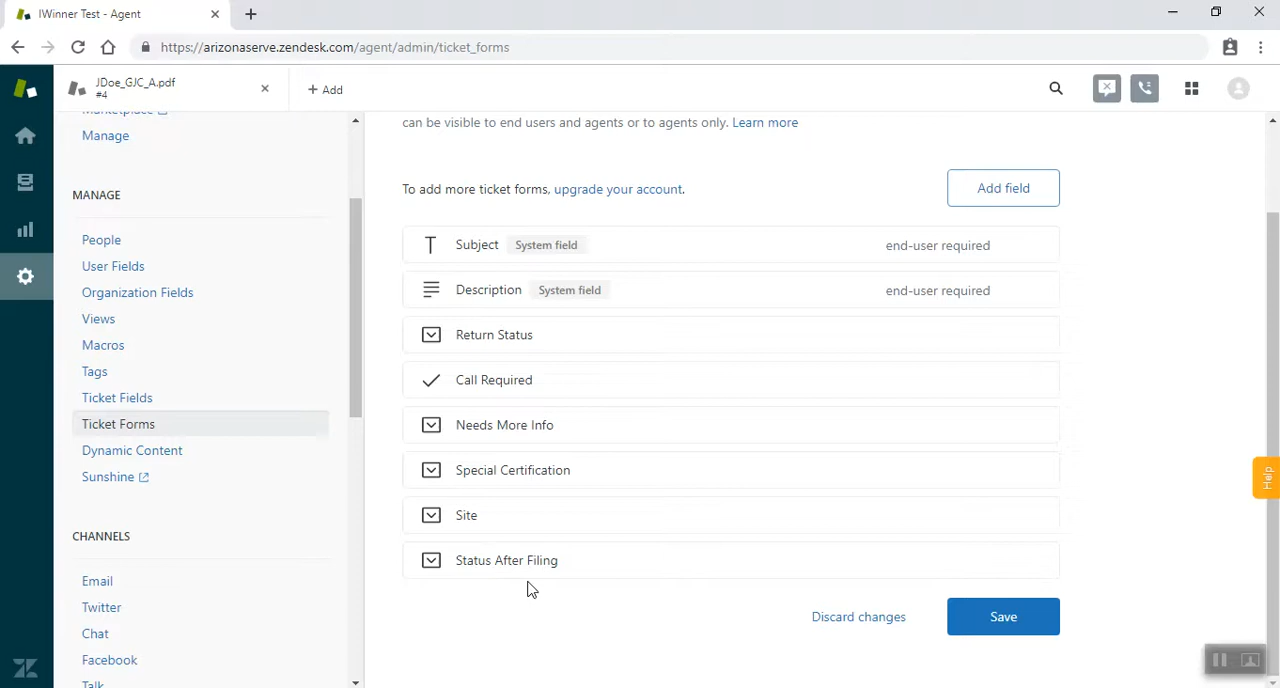 IWinner Test - Agent
https://arizonaserve.zendesk.com/agent/admin/ticket_forms
JDoe_GJC_A.pdf
#4
+ Add
Marketplace
Manage
can be visible to end users and agents or to agents only. Learn more
MANAGE
To add more ticket forms, upgrade your account.
Add field
People
User Fields
Organization Fields
Views
Macros
Tags
Ticket Fields
Ticket Forms
Dynamic Content
Sunshine
CHANNELS
Email
Twitter
Chat
Facebook
Talk
Subject System field end-user required
Description System field end-user required
Return Status
Call Required
Needs More Info
Special Certification
Site
Status After Filing
Discard changes
Save
Help